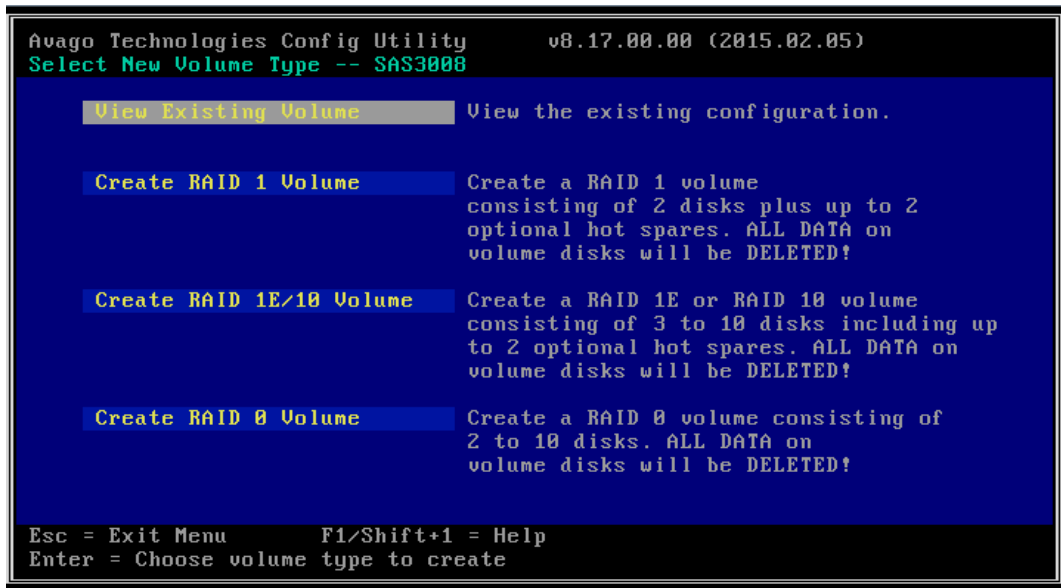 Avago Technologies Config Utility v8.17.00.00 (2015.02.05)
Select New Volume Type -- SAS3008
View Existing Volume View the existing configuration.
Create RAID 1 Volume Create a RAID 1 volume
consisting of 2 disks plus up to 2
optional hot spares. ALL DATA on
volume disks will be DELETED!
Create RAID 1E/10 Volume Create a RAID 1E or RAID 10 volume
consisting of 3 to 10 disks including up
to 2 optional hot spares. ALL DATA on
volume disks will be DELETED!
Create RAID 0 Volume Create a RAID 0 volume consisting of
2 to 10 disks. ALL DATA on
volume disks will be DELETED!
Esc = Exit Menu F1/Shift+1 = Help
Enter = Choose volume type to create